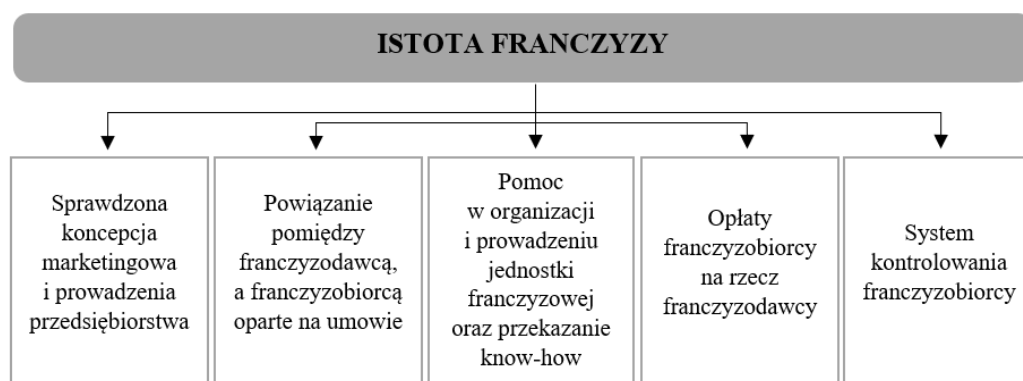 ISTOTA FRANCZYZY
Sprawdzona
koncepcja
marketingowa
i prowadzenia
przedsiębiorstwa
Powiązanie
pomiędzy
franczyzodawcą,
a franczyzobiorcą
oparte na umowie
Pomoc
w organizacji
i prowadzeniu
jednostki
franczyzowej
oraz przekazanie
know-how
Opłaty
franczyzobiorcy
na rzecz
franczyzodawcy
System
kontrolowania
franczyzobiorcy